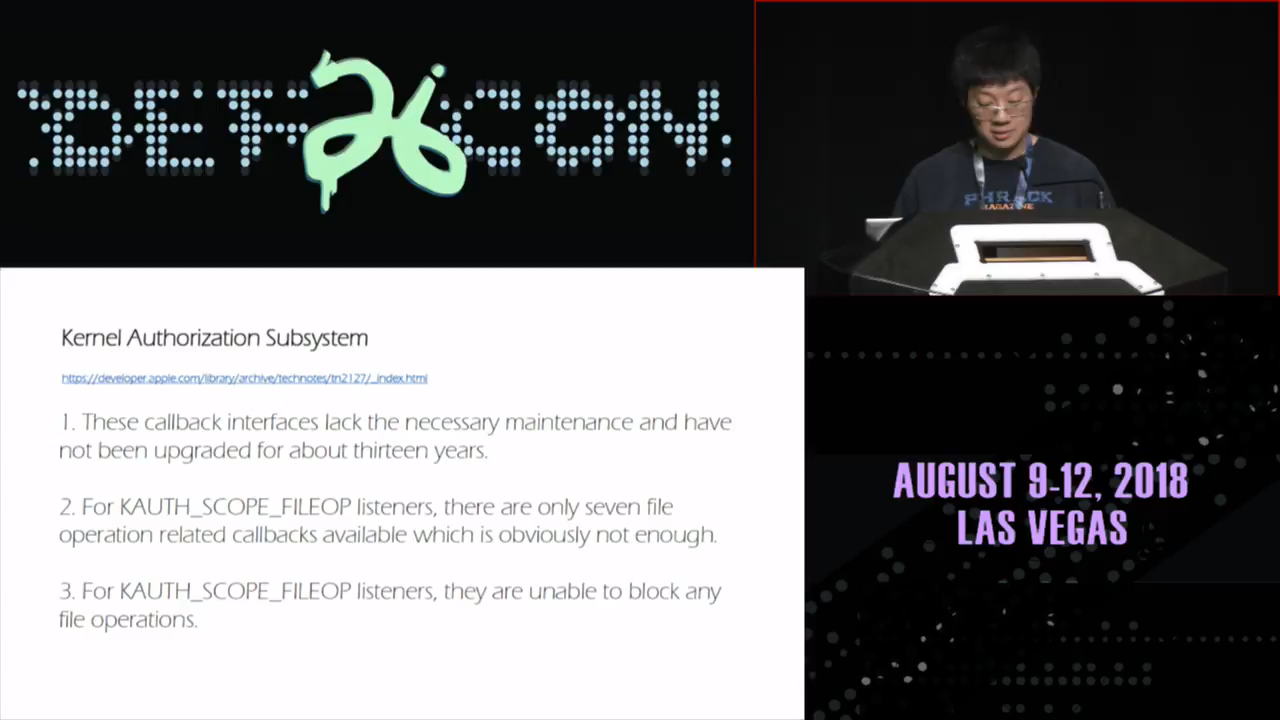 DEF 26 CON
PHRACK
MAGAZINE
Kernel Authorization Subsystem
https://developer.apple.com/library/archive/technotes/tn2127/_index.html
1. These callback interfaces lack the necessary maintenance and have
not been upgraded for about thirteen years.
2. For KAUTH_SCOPE_FILEOP listeners, there are only seven file
operation related callbacks available which is obviously not enough.
3. For KAUTH_SCOPE_FILEOP listeners, they are unable to block any
file operations.
AUGUST 9-12, 2018
LAS VEGAS